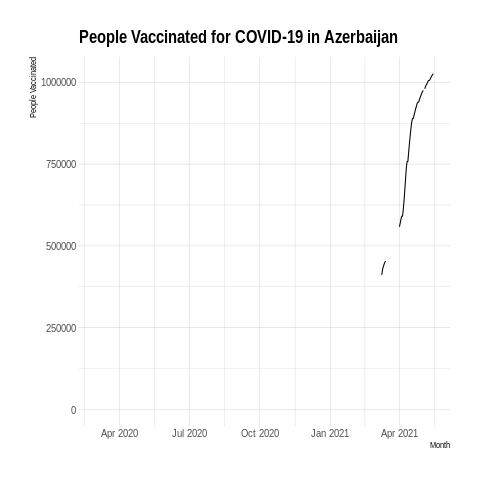 People Vaccinated for COVID-19 in Azerbaijan
People Vaccinated
1000000
750000
500000
250000
0
Apr 2020 Jul 2020 Oct 2020 Jan 2021 Apr 2021
Month